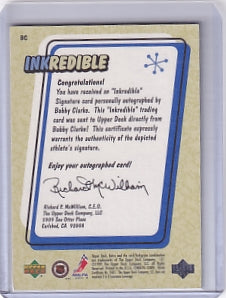 BC
INKREDIBLE
Congratulations!
You have received an "Inkredible"
Signature card personally autographed by
Bobby Clarke. This "Inkredible" trading
card was sent to Upper Deck directly from
Bobby Clarke. This certificate expressly
warrants the authenticity of the depicted
athlete's signature.
Enjoy your autographed card!
Richard McWilliam
Richard P. McWilliam, C.E.O.
The Upper Deck Company, LLC
5909 Sea Otter Place
Carlsbad, CA 92008